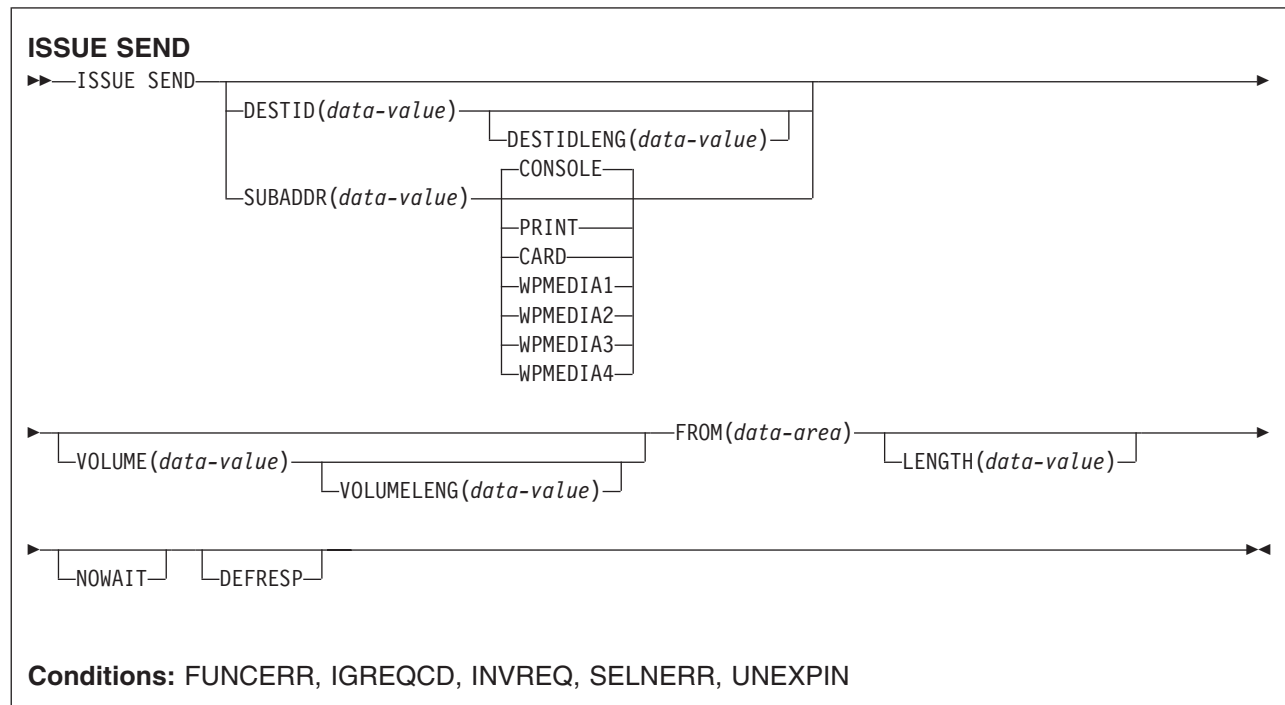 ISSUE SEND
ISSUE SEND
DESTID(data-value)
DESTIDLENG(data-value)
CONSOLE
SUBADDR(data-value)
PRINT
CARD
WPMEDIA1
WPMEDIA2
WPMEDIA3
WPMEDIA4
FROM(data-area)
VOLUME(data-value)
LENGTH(data-value)
VOLUMELENG(data-value)
NOWAIT DEFRESP
Conditions: FUNCERR, IGREQCD, INVREQ, SELNERR, UNEXPIN